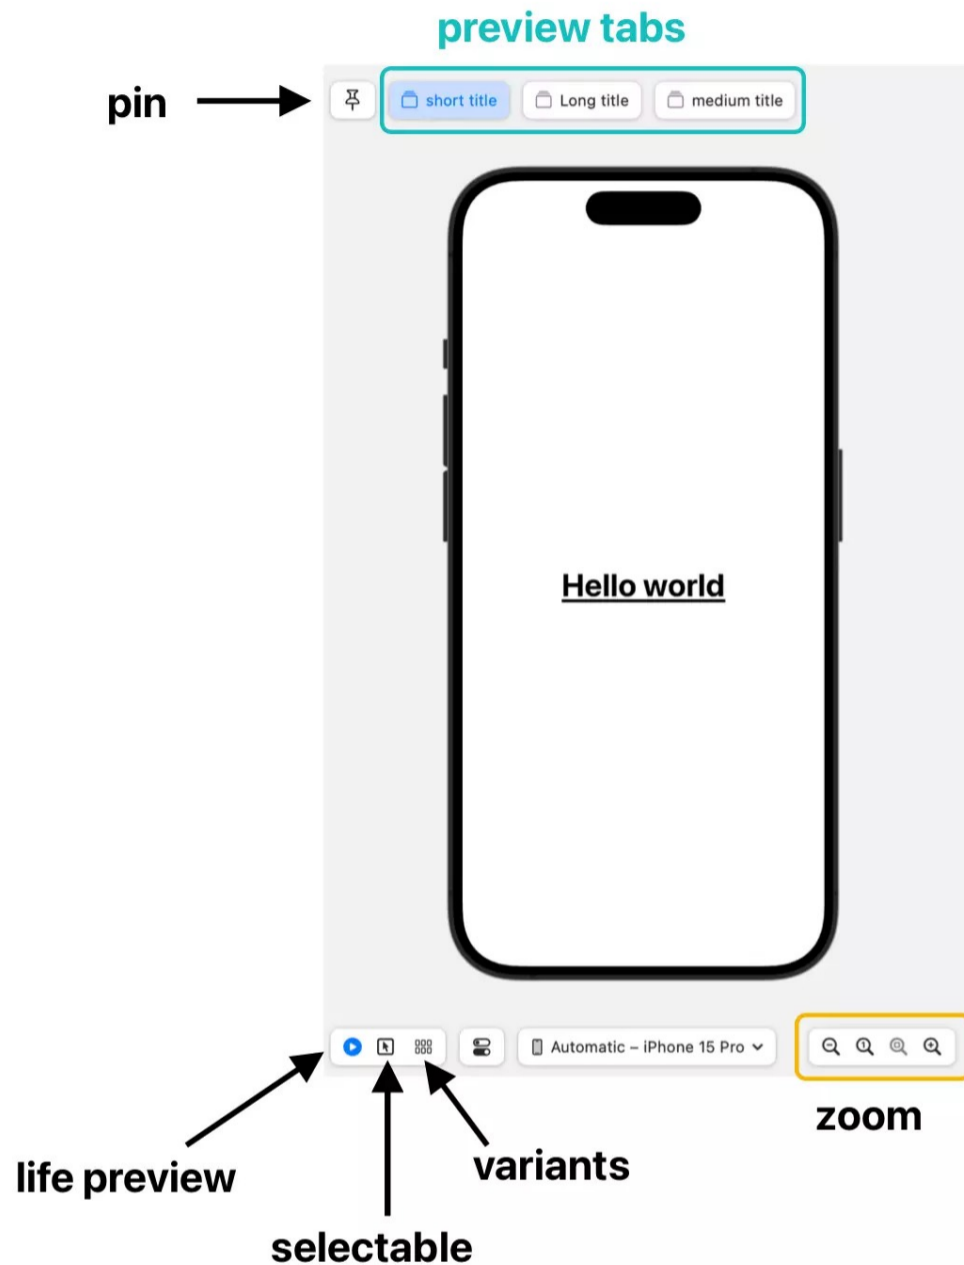 preview tabs
pin
short title
Long title
medium title
Hello world
Automatic – iPhone 15 Pro
zoom
life preview
variants
selectable